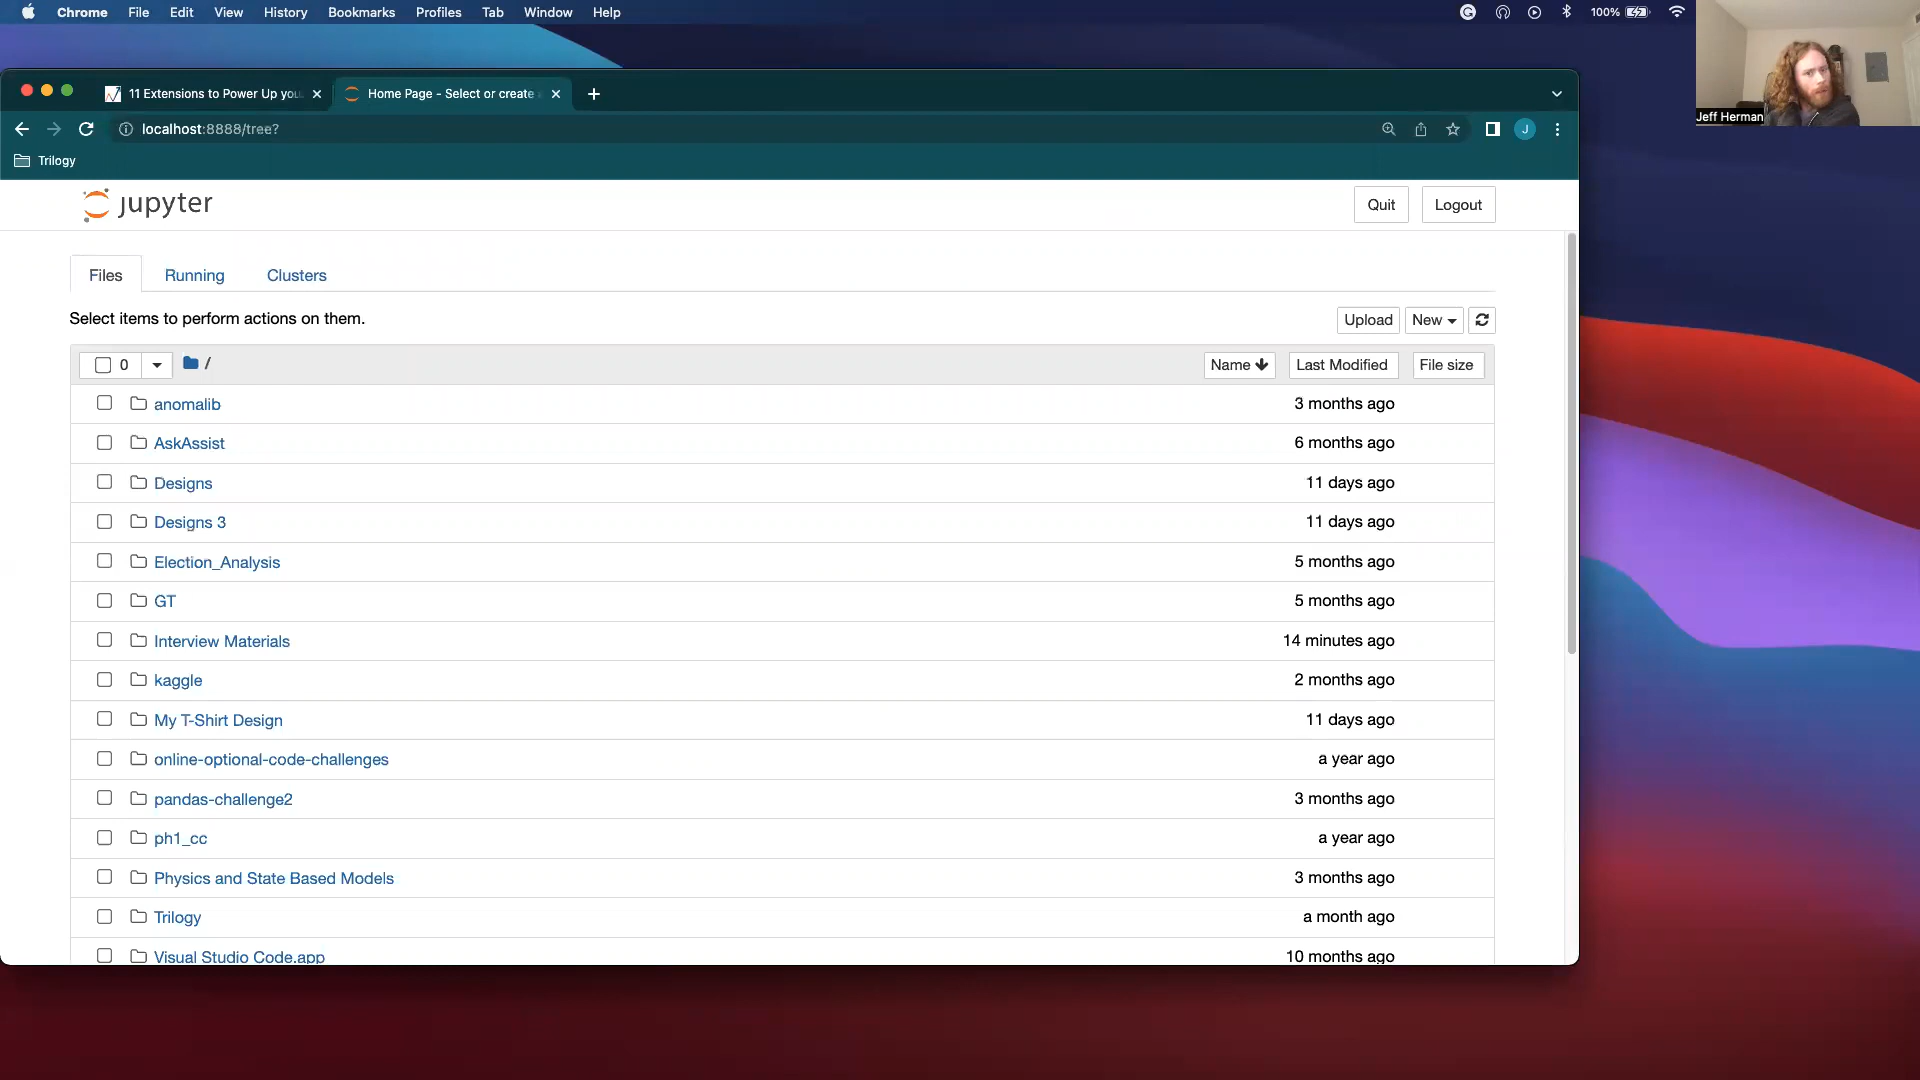 Chrome File Edit View History Bookmarks Profiles Tab Window Help 100%
Jeff Herman
11 Extensions to Power Up you
Home Page - Select or create a
localhost:8888/tree?
J
Trilogy
jupyter
Quit Logout
Files Running Clusters
Select items to perform actions on them.
Upload New
0 / Name Last Modified File size
anomalib 3 months ago
AskAssist 6 months ago
Designs 11 days ago
Designs 3 11 days ago
Election_Analysis 5 months ago
GT 5 months ago
Interview Materials 14 minutes ago
kaggle 2 months ago
My T-Shirt Design 11 days ago
online-optional-code-challenges a year ago
pandas-challenge2 3 months ago
ph1_cc a year ago
Physics and State Based Models 3 months ago
Trilogy a month ago
Visual Studio Code.app 10 months ago